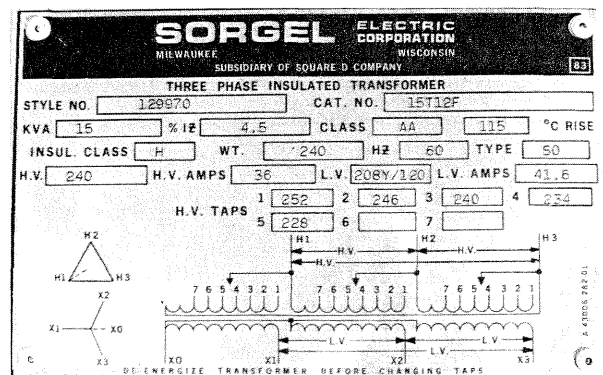 SORGEL ELECTRIC CORPORATION
MILWAUKEE WISCONSIN
SUBSIDIARY OF SQUARE D COMPANY 83
THREE PHASE INSULATED TRANSFORMER
STYLE NO. 129970 CAT. NO. 15T12F
KVA 15 % IZ 4.5 CLASS AA 115 °C RISE
INSUL. CLASS H WT. 240 HZ 60 TYPE SO
H.V. 240 H.V. AMPS 36 L.V. 208Y/120 L.V. AMPS 41.6
H.V. TAPS 1 252 2 246 3 240 4 234
5 228 6 7
H2
H1 H3
X2
X1 X0
X3
H1 H2 H3
H.V. H.V.
H.V.
7 6 5 4 3 2 1 7 6 5 4 3 2 1 7 6 5 4 3 2 1
L.V. L.V.
L.V.
X0 X1 X2 X3
DE-ENERGIZE TRANSFORMER BEFORE CHANGING TAPS